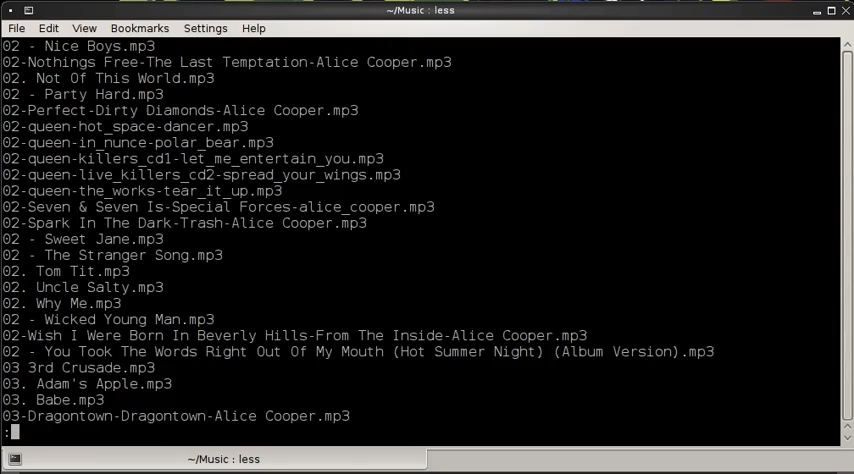 ~/Music : less
File Edit View Bookmarks Settings Help
02 - Nice Boys.mp3
02-Nothings Free-The Last Temptation-Alice Cooper.mp3
02. Not Of This World.mp3
02 - Party Hard.mp3
02-Perfect-Dirty Diamonds-Alice Cooper.mp3
02-queen-hot_space-dancer.mp3
02-queen-in_nunce-polar_bear.mp3
02-queen-killers_cd1-let_me_entertain_you.mp3
02-queen-live_killers_cd2-spread_your_wings.mp3
02-queen-the_works-tear_it_up.mp3
02-Seven & Seven Is-Special Forces-alice_cooper.mp3
02-Spark In The Dark-Trash-Alice Cooper.mp3
02 - Sweet Jane.mp3
02 - The Stranger Song.mp3
02. Tom Tit.mp3
02. Uncle Salty.mp3
02. Why Me.mp3
02 - Wicked Young Man.mp3
02-Wish I Were Born In Beverly Hills-From The Inside-Alice Cooper.mp3
02 - You Took The Words Right Out Of My Mouth (Hot Summer Night) (Album Version).mp3
03 3rd Crusade.mp3
03. Adam's Apple.mp3
03. Babe.mp3
03-Dragontown-Dragontown-Alice Cooper.mp3
:
~/Music : less